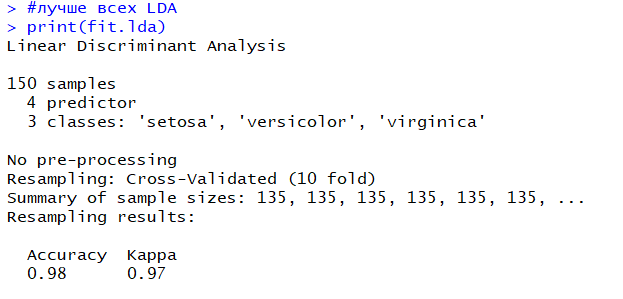 > #лучше всех LDA
> print(fit.lda)
Linear Discriminant Analysis

150 samples
  4 predictor
  3 classes: 'setosa', 'versicolor', 'virginica'

No pre-processing
Resampling: Cross-Validated (10 fold)
Summary of sample sizes: 135, 135, 135, 135, 135, 135, ...
Resampling results:

  Accuracy  Kappa
  0.98      0.97